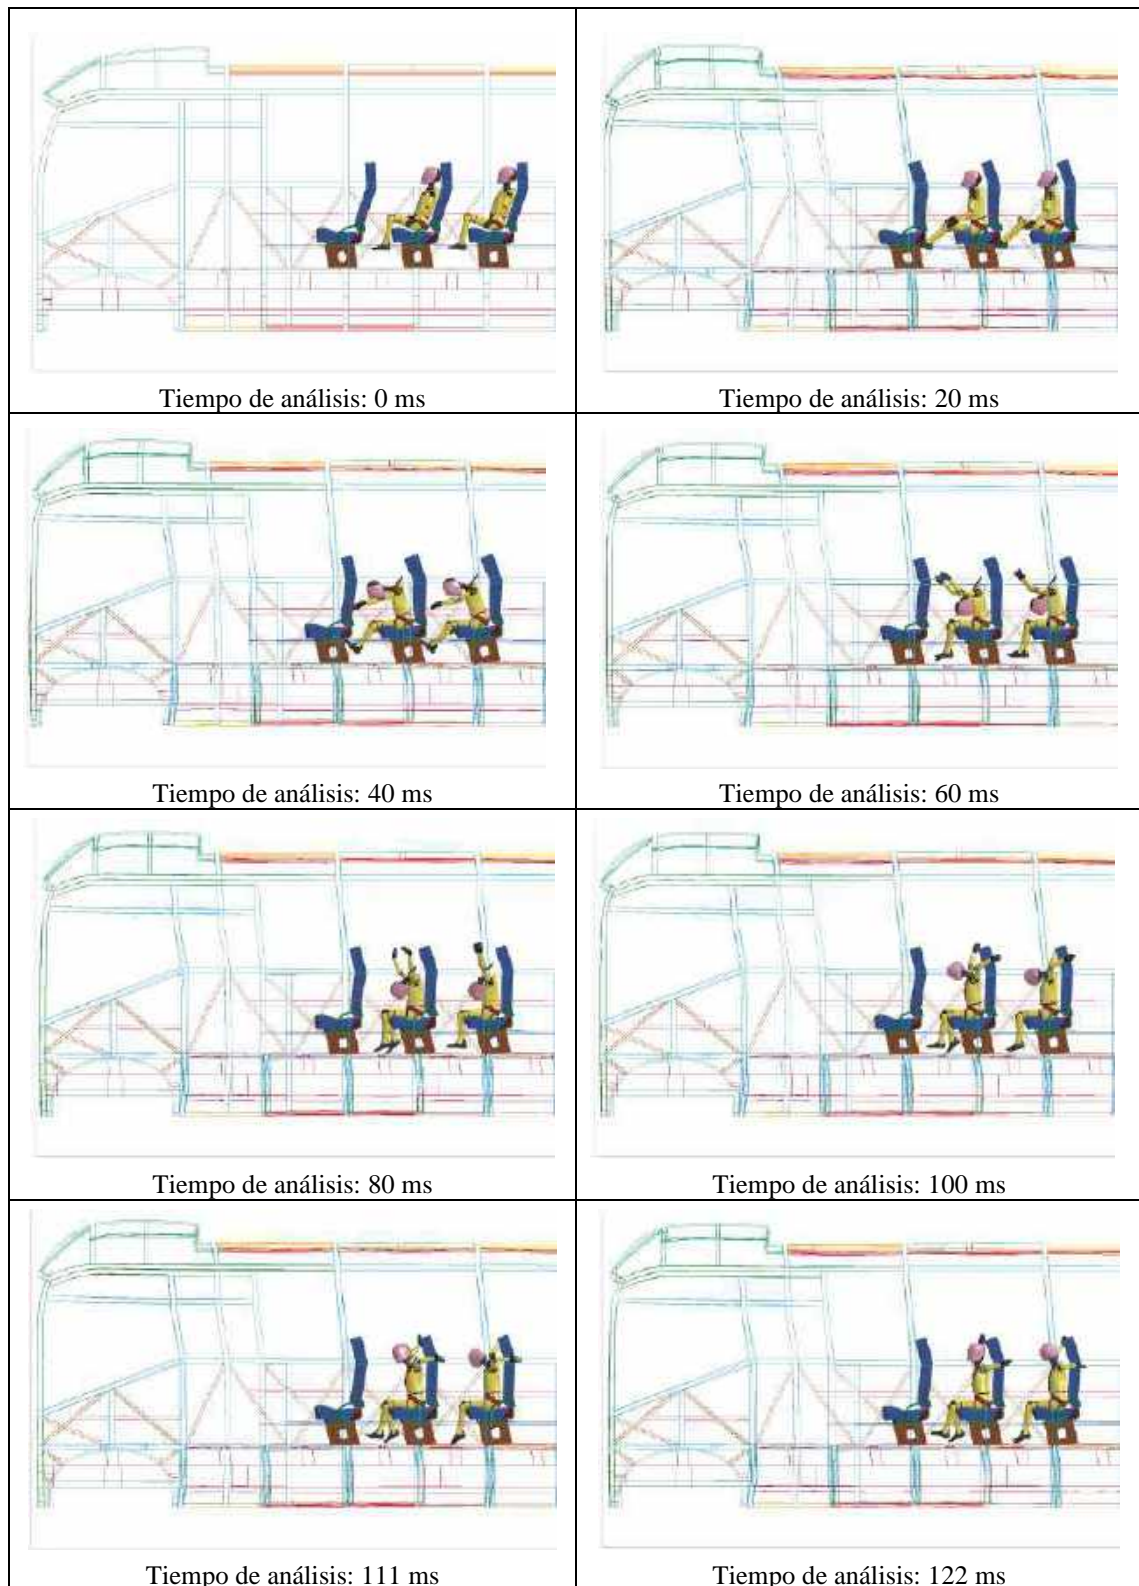 Tiempo de análisis: 0 ms
Tiempo de análisis: 20 ms
Tiempo de análisis: 40 ms
Tiempo de análisis: 60 ms
Tiempo de análisis: 80 ms
Tiempo de análisis: 100 ms
Tiempo de análisis: 111 ms
Tiempo de análisis: 122 ms